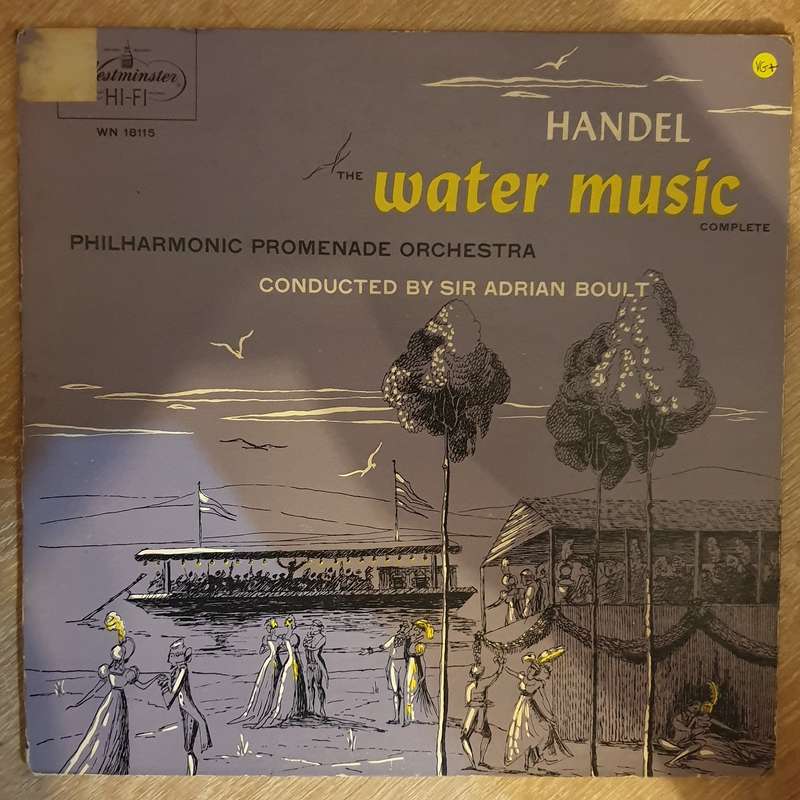 Westminster
HI-FI
WN 18115
VG+
HANDEL
THE water music
COMPLETE
PHILHARMONIC PROMENADE ORCHESTRA
CONDUCTED BY SIR ADRIAN BOULT